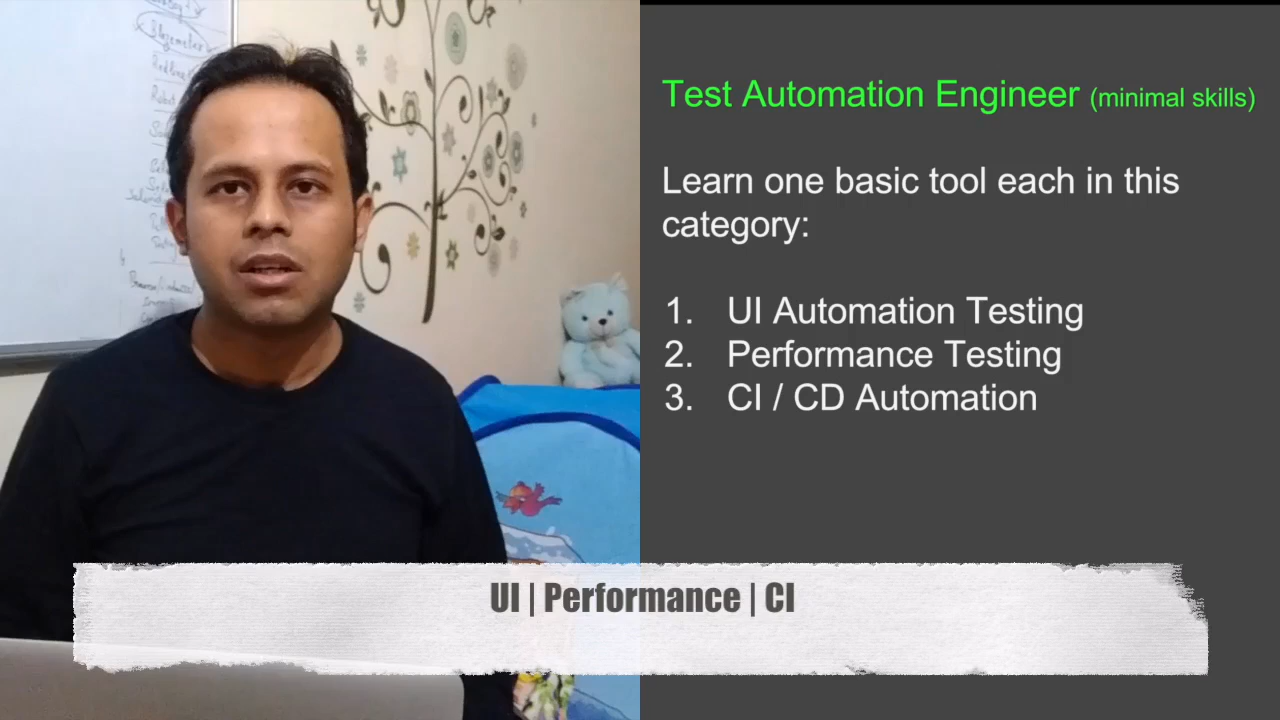 Blazemeter
Test Automation Engineer (minimal skills)
Learn one basic tool each in this
category:
1. UI Automation Testing
2. Performance Testing
3. CI / CD Automation
UI | Performance | CI